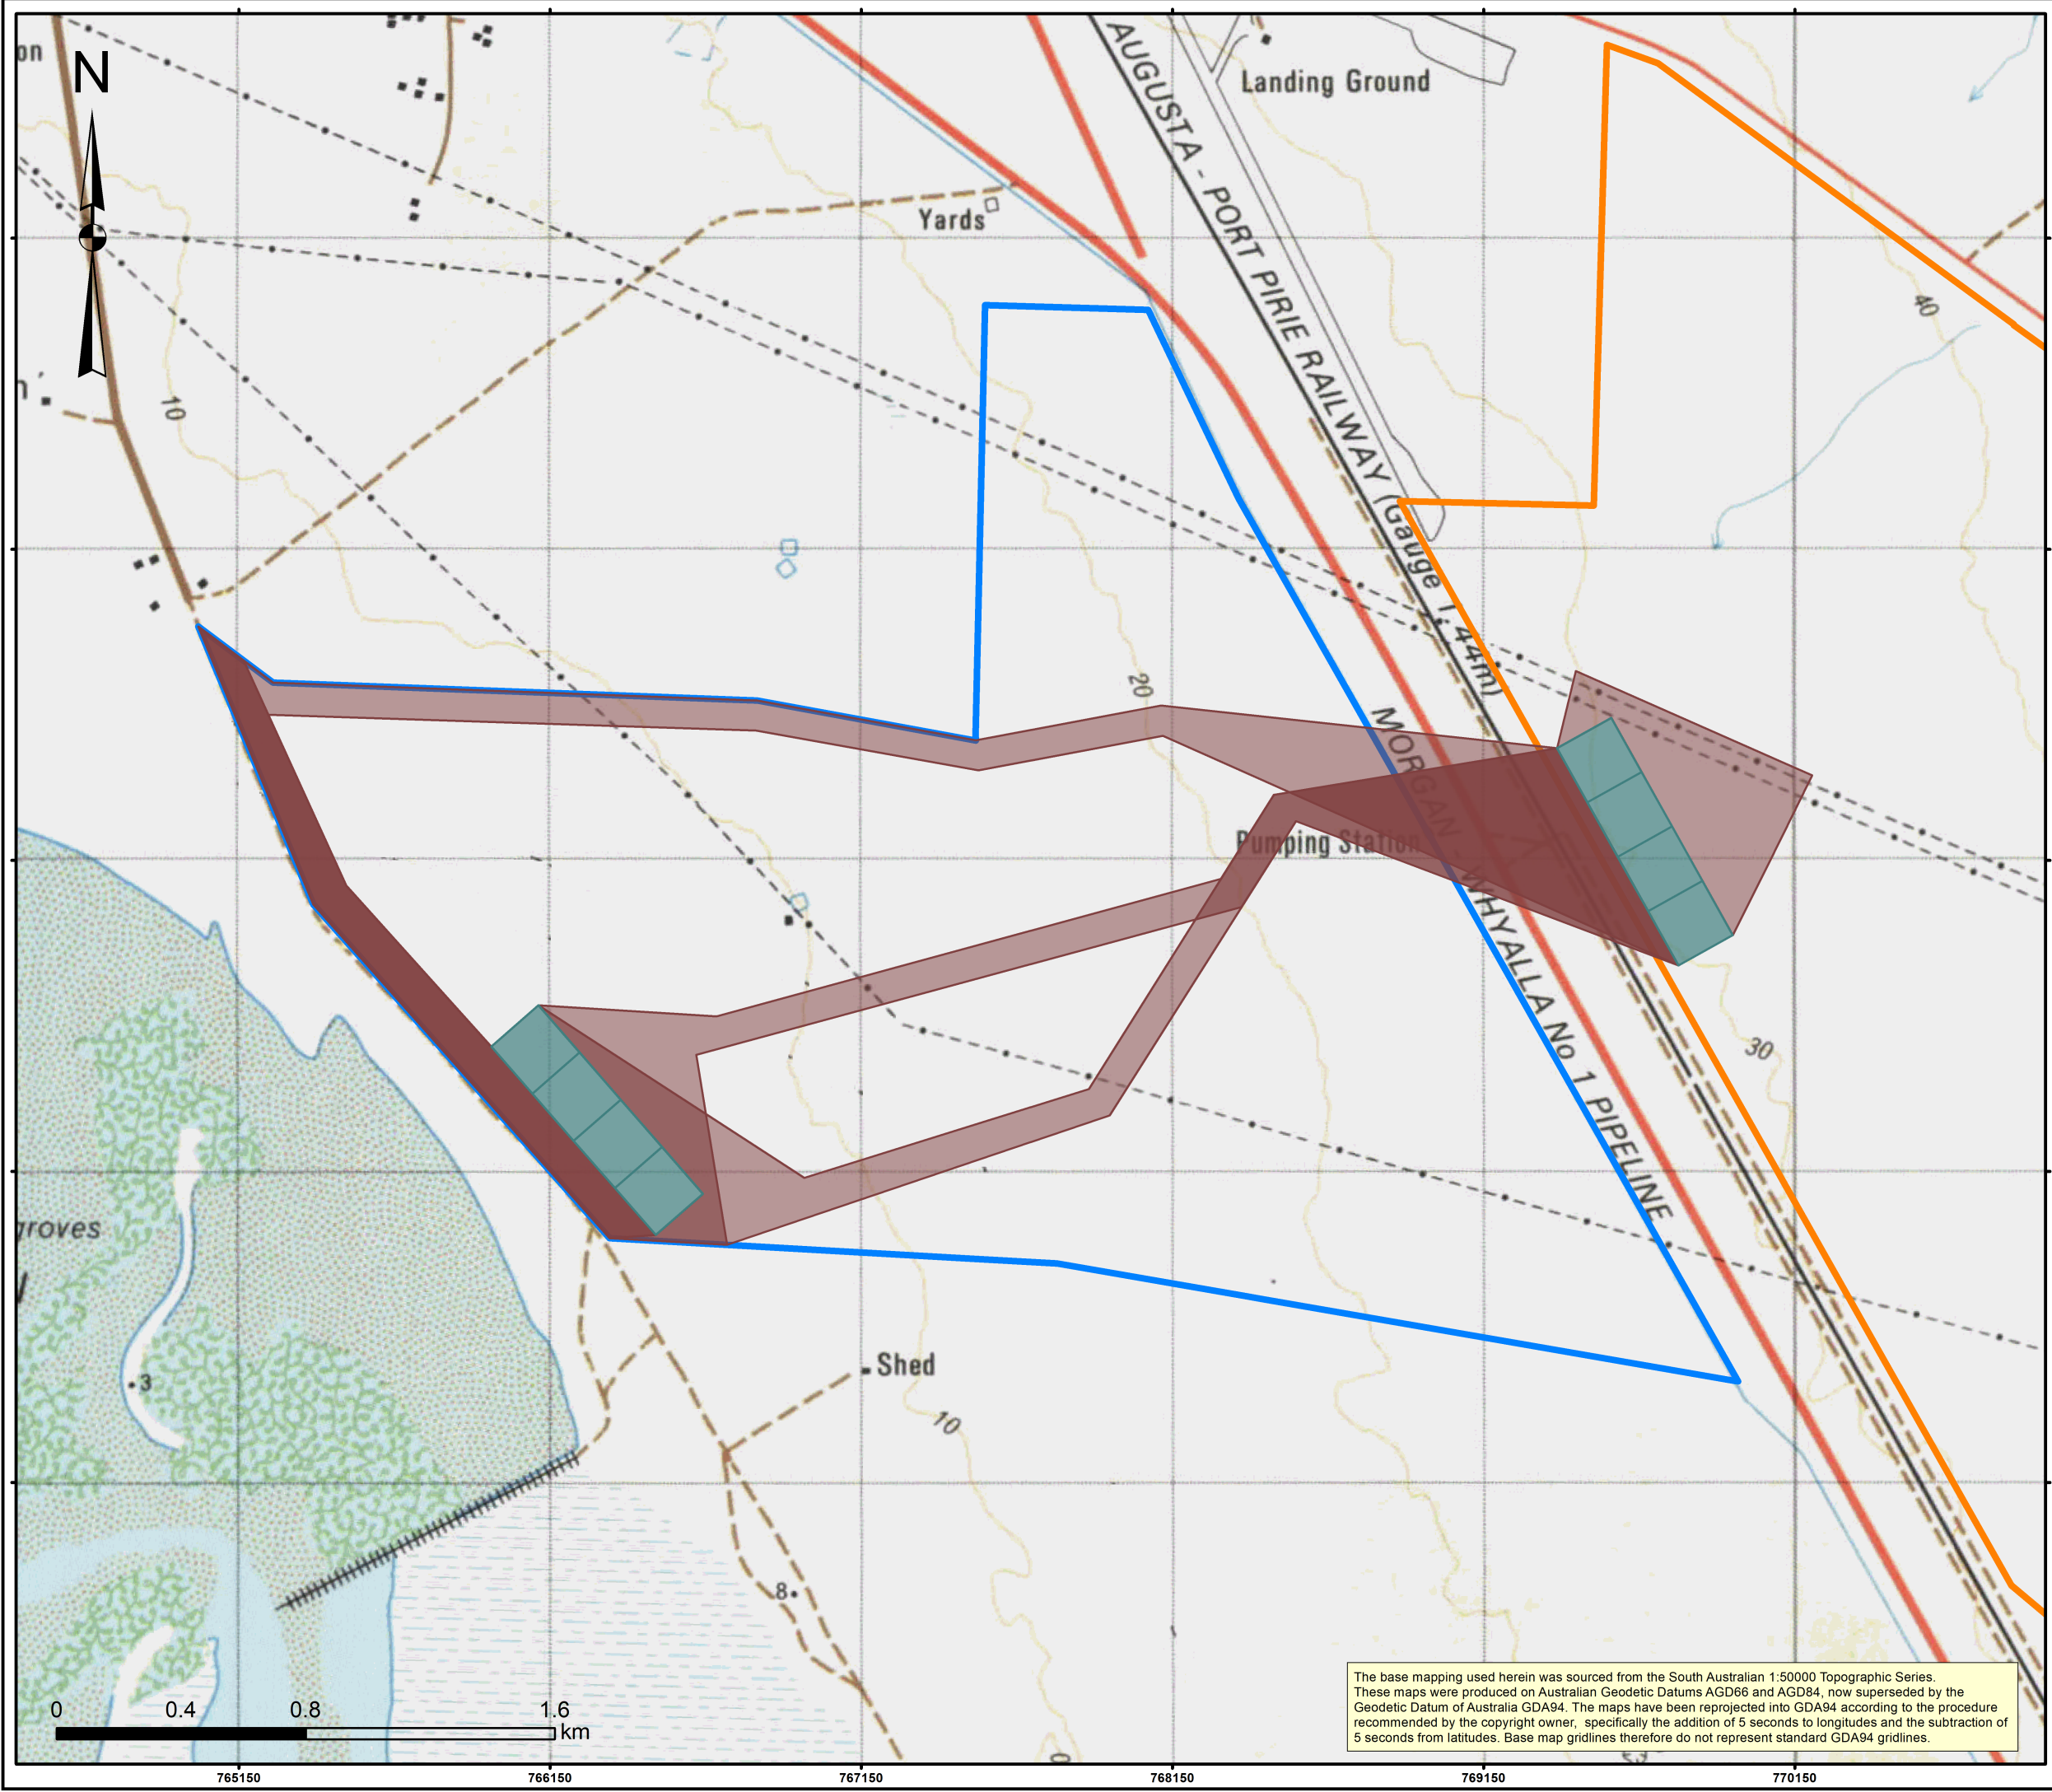 on
N
Landing Ground
AUGUSTA - PORT PIRIE RAILWAY (Gauge 1.44m)
Yards
40
10
20
MORGAN - WHYALLA No 1 PIPELINE
Pumping Station
30
groves
3
Shed
10
8
0 0.4 0.8 1.6
km
0
The base mapping used herein was sourced from the South Australian 1:50000 Topographic Series.
These maps were produced on Australian Geodetic Datums AGD66 and AGD84, now superseded by the
Geodetic Datum of Australia GDA94. The maps have been reprojected into GDA94 according to the procedure
recommended by the copyright owner, specifically the addition of 5 seconds to longitudes and the subtraction of
5 seconds from latitudes. Base map gridlines therefore do not represent standard GDA94 gridlines.
765150 766150 767150 768150 769150 770150